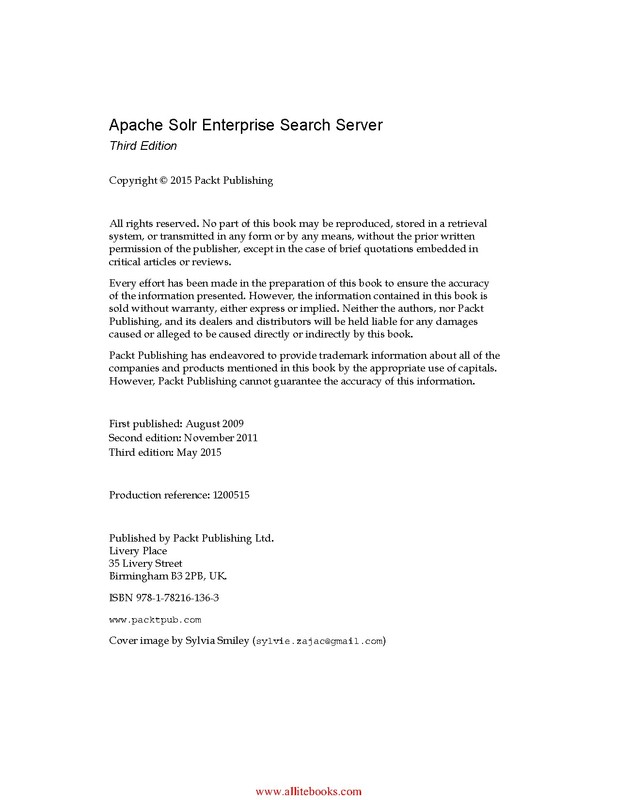 Apache Solr Enterprise Search Server
Third Edition
Copyright © 2015 Packt Publishing
All rights reserved. No part of this book may be reproduced, stored in a retrieval
system, or transmitted in any form or by any means, without the prior written
permission of the publisher, except in the case of brief quotations embedded in
critical articles or reviews.
Every effort has been made in the preparation of this book to ensure the accuracy
of the information presented. However, the information contained in this book is
sold without warranty, either express or implied. Neither the authors, nor Packt
Publishing, and its dealers and distributors will be held liable for any damages
caused or alleged to be caused directly or indirectly by this book.
Packt Publishing has endeavored to provide trademark information about all of the
companies and products mentioned in this book by the appropriate use of capitals.
However, Packt Publishing cannot guarantee the accuracy of this information.
First published: August 2009
Second edition: November 2011
Third edition: May 2015
Production reference: 1200515
Published by Packt Publishing Ltd.
Livery Place
35 Livery Street
Birmingham B3 2PB, UK.
ISBN 978-1-78216-136-3
www.packtpub.com
Cover image by Sylvia Smiley (sylvie.zajac@gmail.com)
www.allitebooks.com